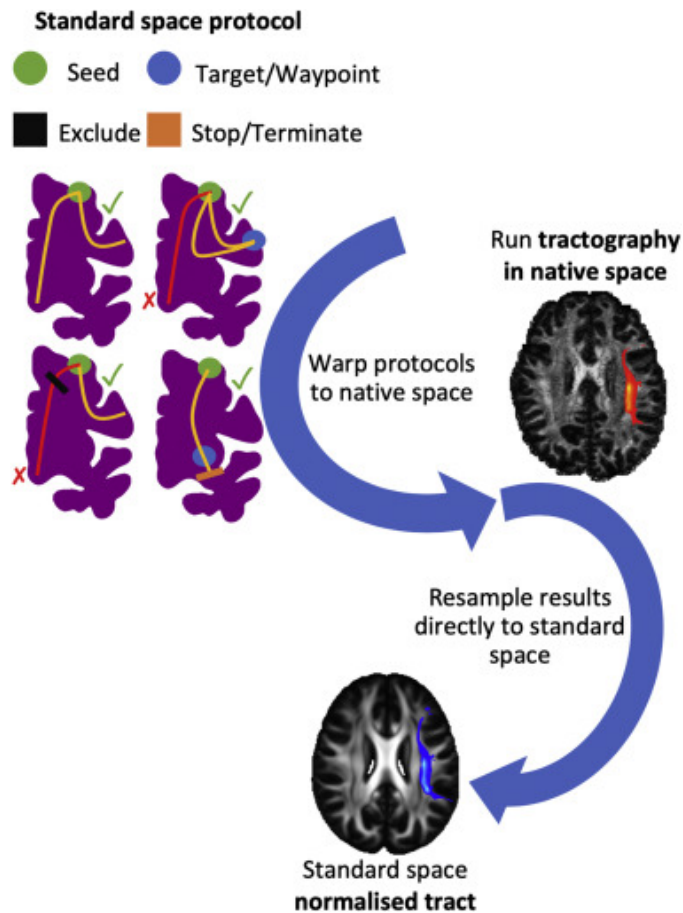 Standard space protocol
Seed
Target/Waypoint
Exclude
Stop/Terminate
Run tractography
in native space
Warp protocols
to native space
Resample results
directly to standard
space
Standard space
normalised tract